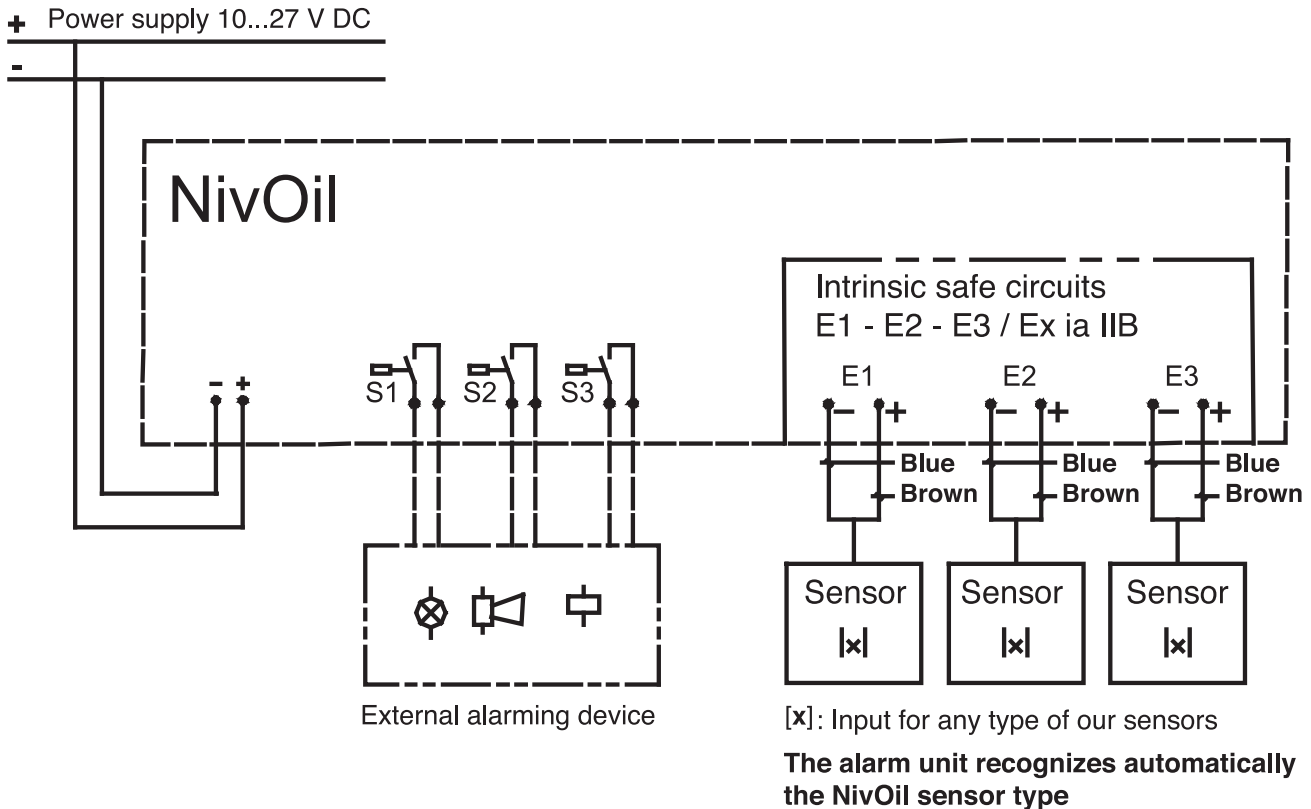 + Power supply 10...27 V DC
-
NivOil
Intrinsic safe circuits
E1 - E2 - E3 / Ex ia IIB
- +
S1 S2 S3
E1 E2 E3
- + - + - +
Blue Blue Blue
Brown Brown Brown
Sensor Sensor Sensor
|x| |x| |x|
External alarming device
[x]: Input for any type of our sensors
The alarm unit recognizes automatically
the NivOil sensor type